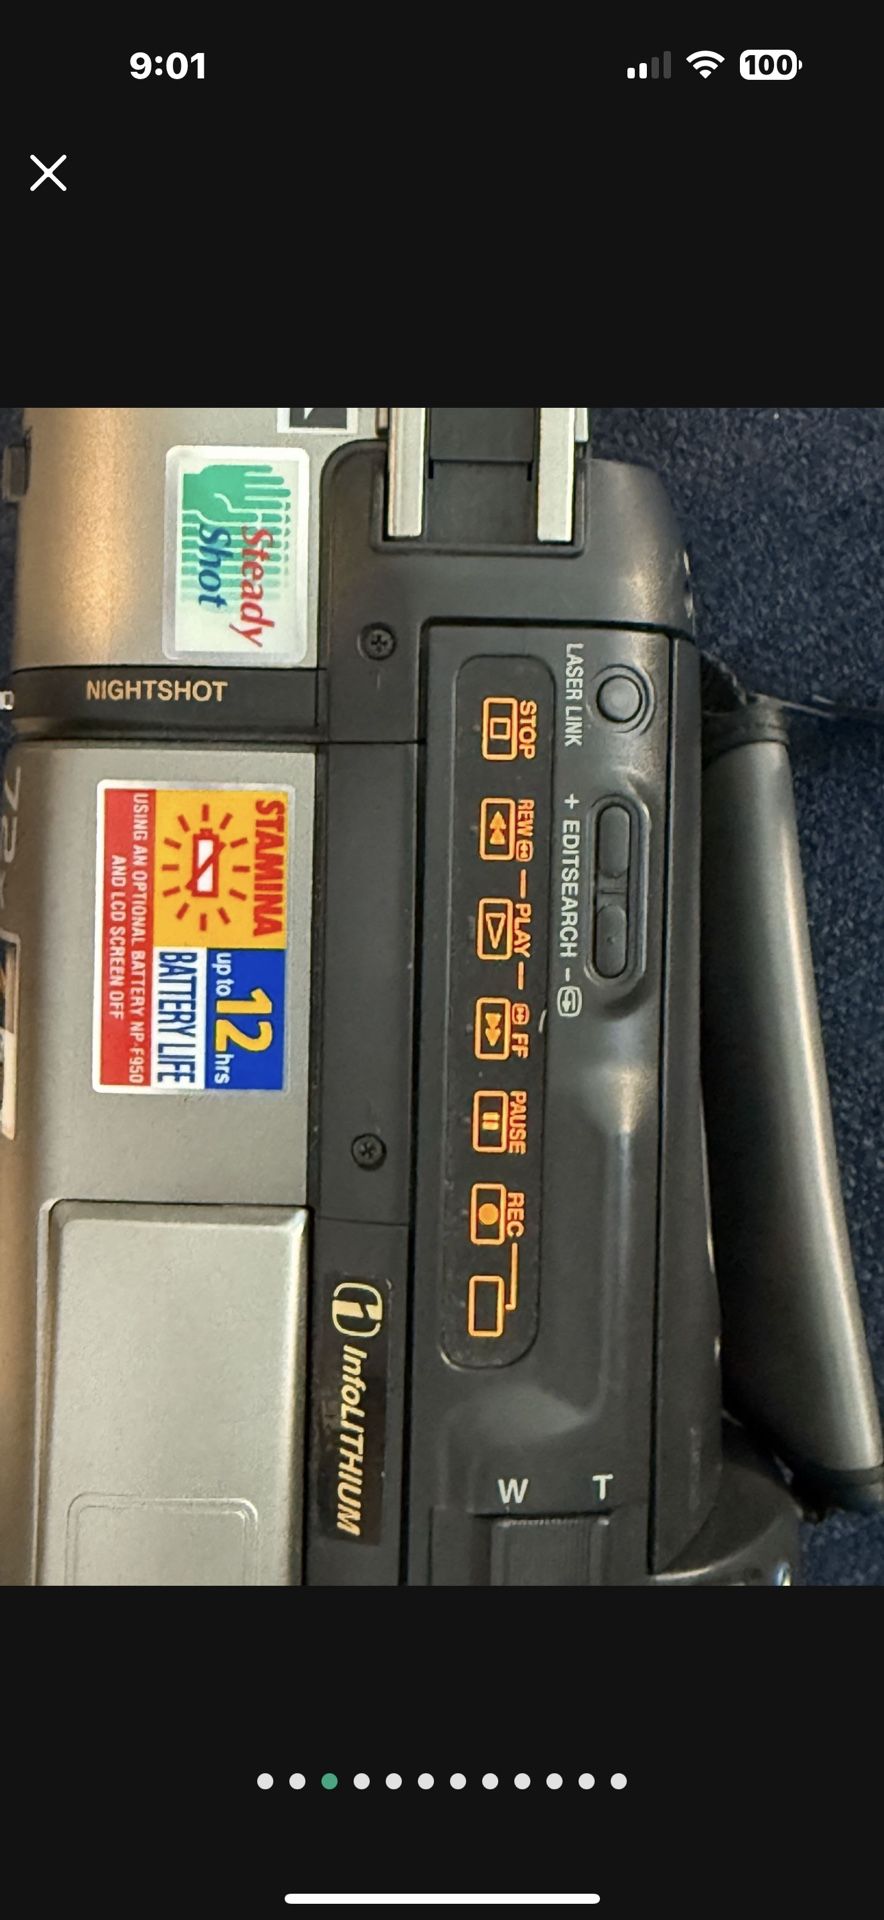 9:01
100
Steady
Shot
NIGHTSHOT
LASER LINK
+ EDITSEARCH -
STOP
REW
PLAY
FF
PAUSE
REC
STAMINA
up to 12 hrs
BATTERY LIFE
USING AN OPTIONAL BATTERY NP-F950
AND LCD SCREEN OFF
InfoLITHIUM
W T